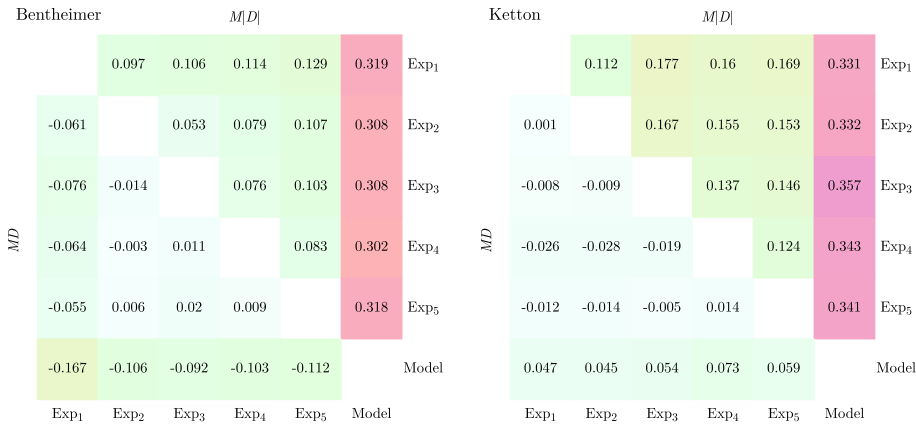 Bentheimer M|D|
0.097 0.106 0.114 0.129 0.319 Exp1
-0.061 0.053 0.079 0.107 0.308 Exp2
-0.076 -0.014 0.076 0.103 0.308 Exp3
-0.064 -0.003 0.011 0.083 0.302 Exp4
-0.055 0.006 0.02 0.009 0.318 Exp5
-0.167 -0.106 -0.092 -0.103 -0.112 Model
Exp1 Exp2 Exp3 Exp4 Exp5 Model
MD
Ketton M|D|
0.112 0.177 0.16 0.169 0.331 Exp1
0.001 0.167 0.155 0.153 0.332 Exp2
-0.008 -0.009 0.137 0.146 0.357 Exp3
-0.026 -0.028 -0.019 0.124 0.343 Exp4
-0.012 -0.014 -0.005 0.014 0.341 Exp5
0.047 0.045 0.054 0.073 0.059 Model
Exp1 Exp2 Exp3 Exp4 Exp5 Model
MD